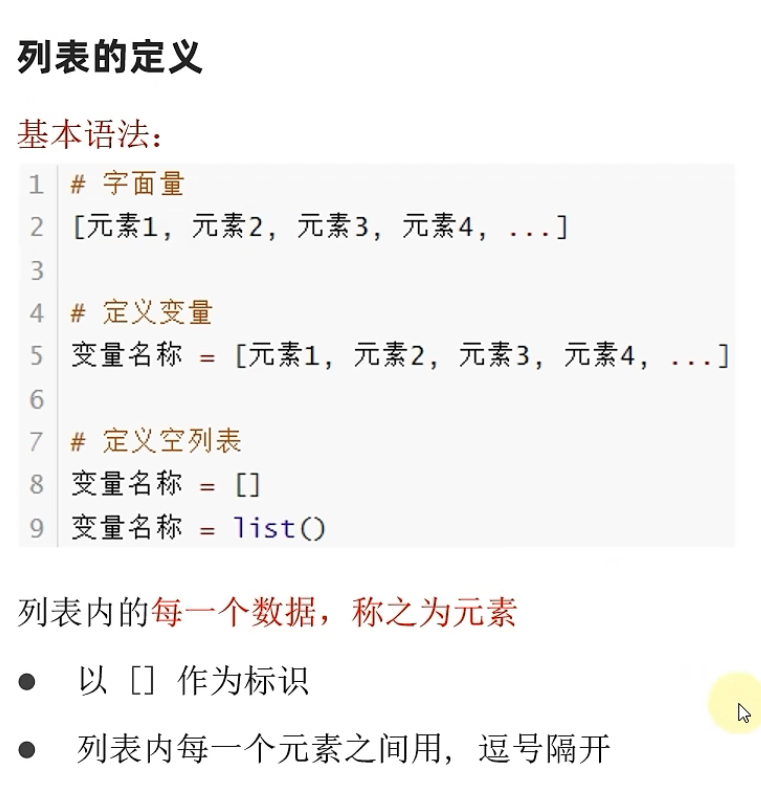 列表的定义
基本语法：
1 # 字面量
2 [元素1, 元素2, 元素3, 元素4, ...]
3
4 # 定义变量
5 变量名称 = [元素1, 元素2, 元素3, 元素4, ...]
6
7 # 定义空列表
8 变量名称 = []
9 变量名称 = list()
列表内的每一个数据，称之为元素
● 以 [] 作为标识
● 列表内每一个元素之间用, 逗号隔开